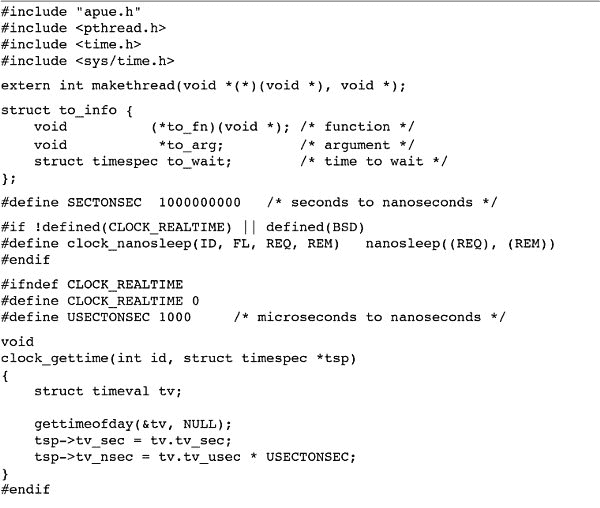 #include "apue.h"
#include <pthread.h>
#include <time.h>
#include <sys/time.h>
extern int makethread(void *(*)(void *), void *);
struct to_info {
    void          (*to_fn)(void *); /* function */
    void           *to_arg;         /* argument */
    struct timespec to_wait;        /* time to wait */
};
#define SECTONSEC  1000000000   /* seconds to nanoseconds */
#if !defined(CLOCK_REALTIME) || defined(BSD)
#define clock_nanosleep(ID, FL, REQ, REM)   nanosleep((REQ), (REM))
#endif
#ifndef CLOCK_REALTIME
#define CLOCK_REALTIME 0
#define USECTONSEC 1000     /* microseconds to nanoseconds */
void
clock_gettime(int id, struct timespec *tsp)
{
    struct timeval tv;
    gettimeofday(&tv, NULL);
    tsp->tv_sec = tv.tv_sec;
    tsp->tv_nsec = tv.tv_usec * USECTONSEC;
}
#endif